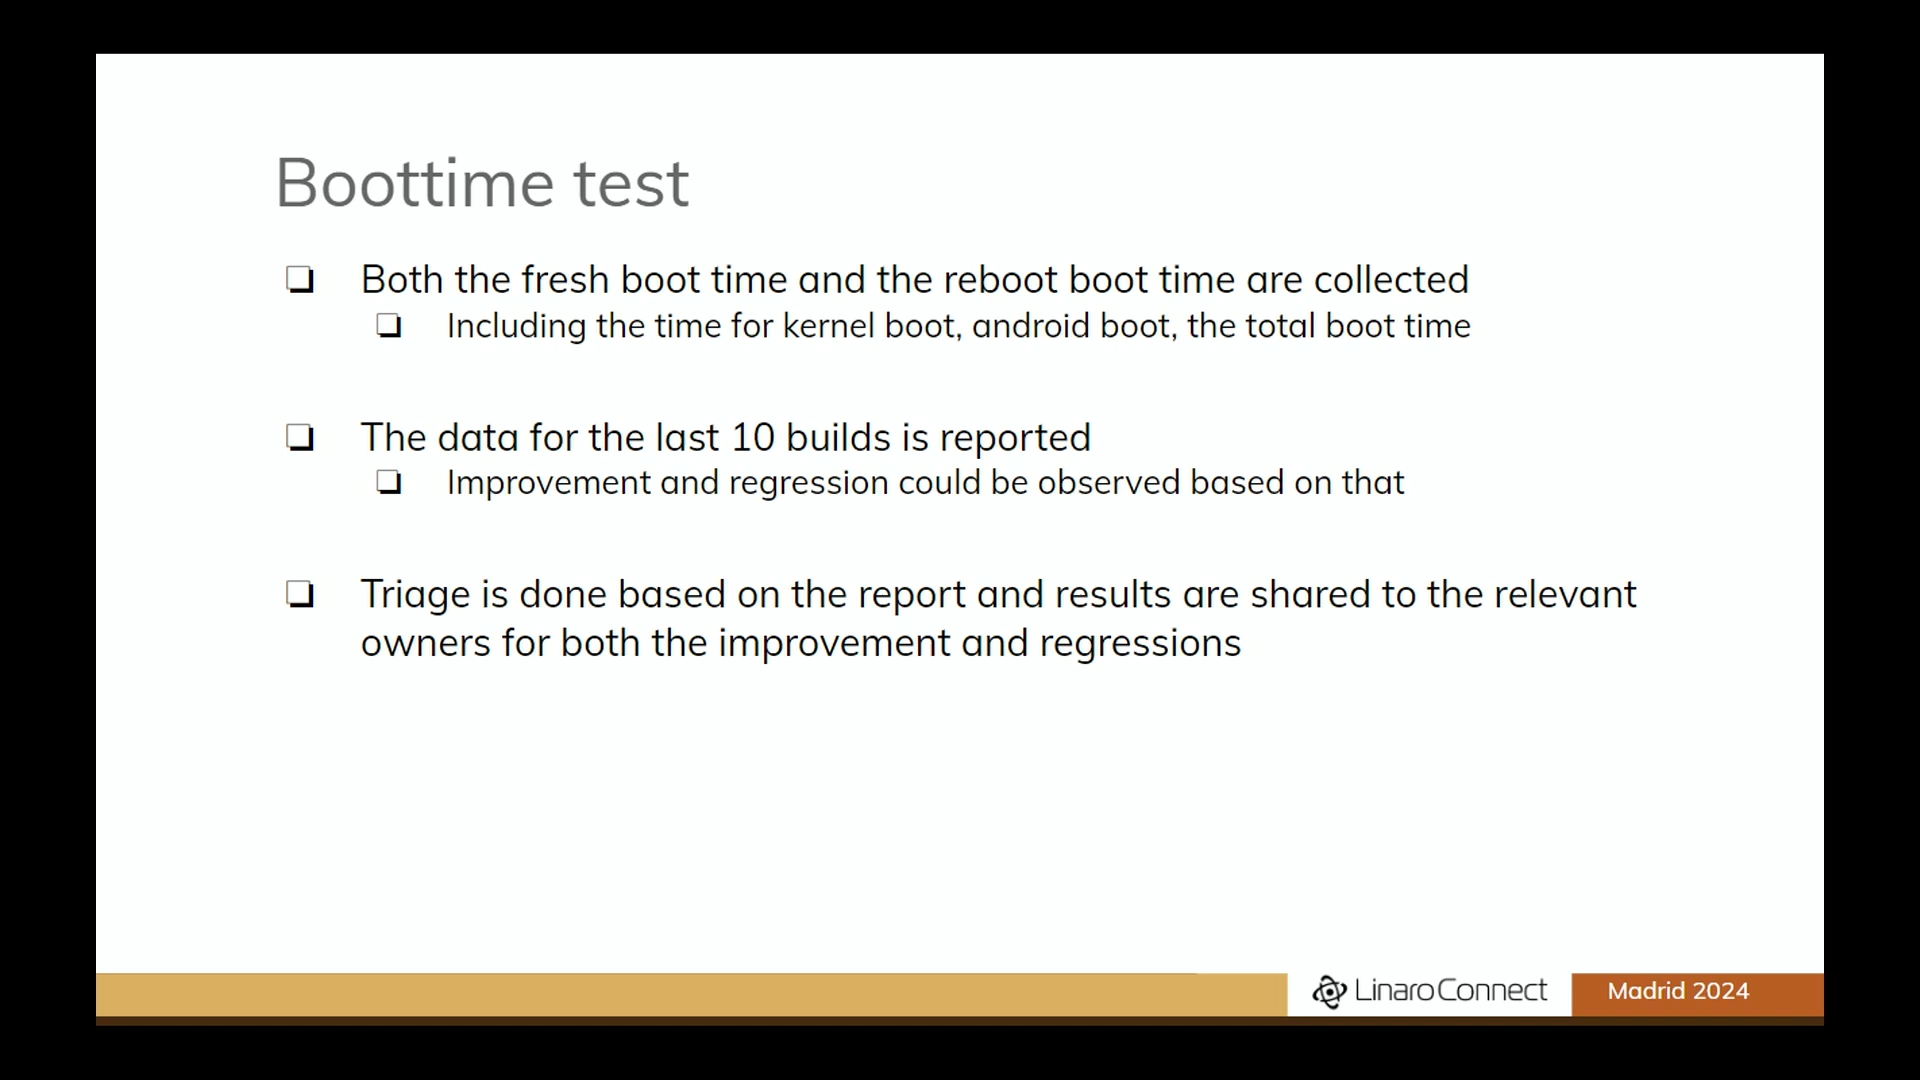 Boottime test
❏ Both the fresh boot time and the reboot boot time are collected
❏ Including the time for kernel boot, android boot, the total boot time
❏ The data for the last 10 builds is reported
❏ Improvement and regression could be observed based on that
❏ Triage is done based on the report and results are shared to the relevant
owners for both the improvement and regressions
Linaro Connect
Madrid 2024